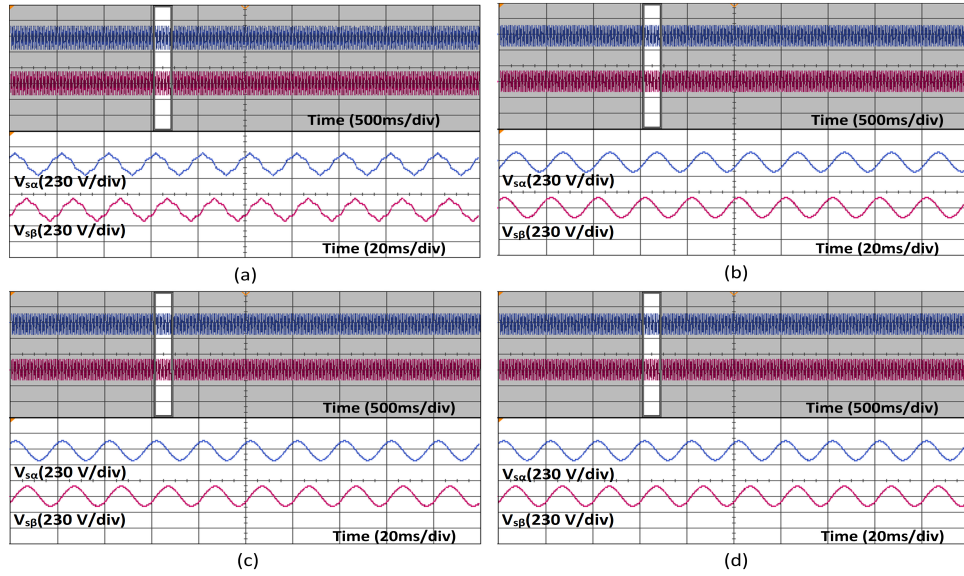 Time (500ms/div)
Vsα(230 V/div)
Vsβ(230 V/div)
Time (20ms/div)
(a)
Time (500ms/div)
Vsα(230 V/div)
Vsβ(230 V/div)
Time (20ms/div)
(b)
Time (500ms/div)
Vsα(230 V/div)
Vsβ(230 V/div)
Time (20ms/div)
(c)
Time (500ms/div)
Vsα(230 V/div)
Vsβ(230 V/div)
Time (20ms/div)
(d)